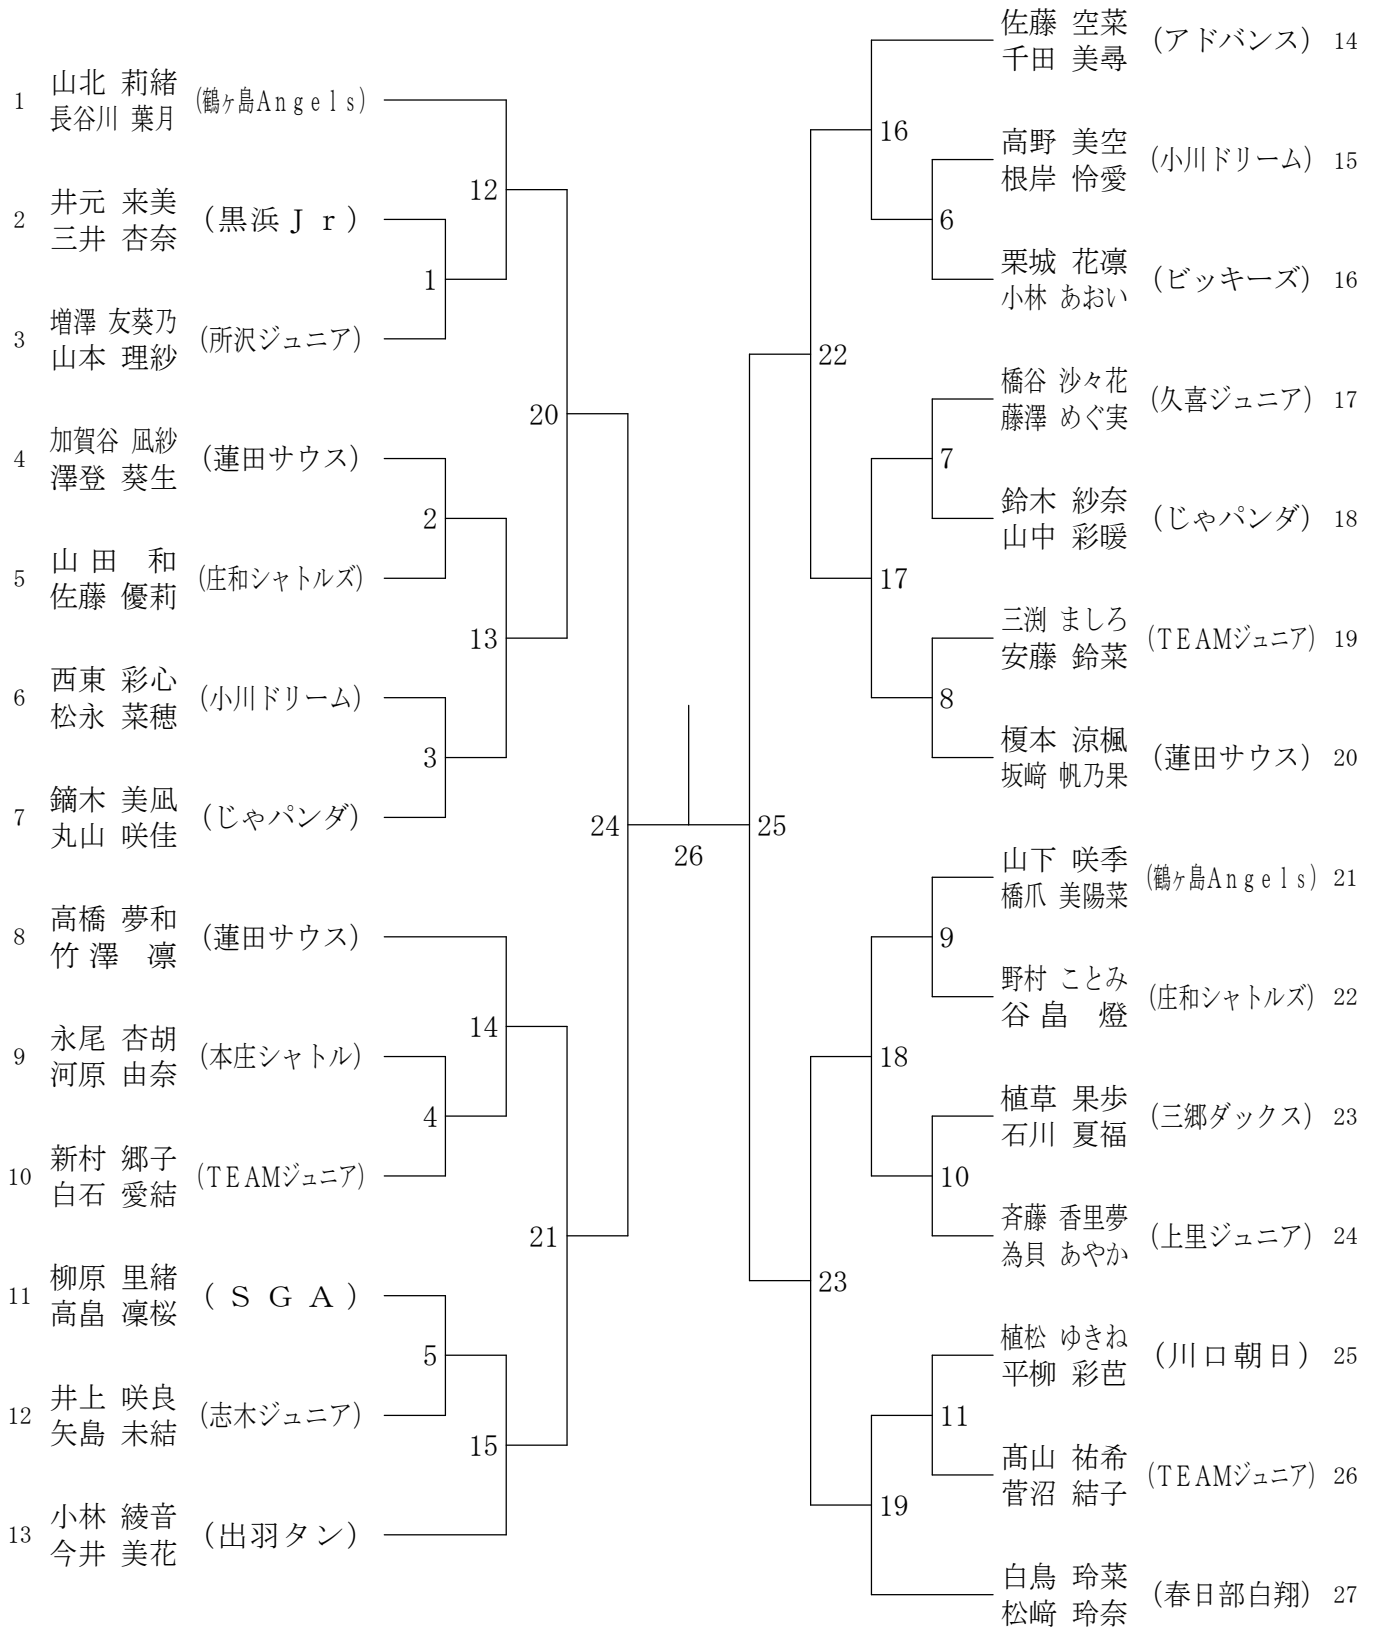 1 山北 莉緒 (鶴ヶ島Angels)
長谷川 葉月
2 井元 来美 (黒浜Jr)
三井 杏奈
3 増澤 友葵乃 (所沢ジュニア)
山本 理紗
4 加賀谷 凪紗 (蓮田サウス)
澤登 葵生
5 山田 和 (庄和シャトルズ)
佐藤 優莉
6 西東 彩心 (小川ドリーム)
松永 菜穂
7 鏑木 美凪 (じゃパンダ)
丸山 咲佳
8 高橋 夢和 (蓮田サウス)
竹澤 凛
9 永尾 杏胡 (本庄シャトル)
河原 由奈
10 新村 郷子 (TEAMジュニア)
白石 愛結
11 柳原 里緒 (SGA)
高畠 凜桜
12 井上 咲良 (志木ジュニア)
矢島 未結
13 小林 綾音 (出羽タン)
今井 美花
12
1
20
2
13
3
24
14
4
21
5
15
26
25
22
16
6
7
17
8
9
18
10
23
11
19
佐藤 空菜 (アドバンス) 14
千田 美尋
高野 美空 (小川ドリーム) 15
根岸 怜愛
栗城 花凛 (ビッキーズ) 16
小林 あおい
橋谷 沙々花 (久喜ジュニア) 17
藤澤 めぐ実
鈴木 紗奈 (じゃパンダ) 18
山中 彩暖
三渕 ましろ (TEAMジュニア) 19
安藤 鈴菜
榎本 涼楓 (蓮田サウス) 20
坂﨑 帆乃果
山下 咲季 (鶴ヶ島Angels) 21
橋爪 美陽菜
野村 ことみ (庄和シャトルズ) 22
谷畠 燈
植草 果歩 (三郷ダックス) 23
石川 夏福
斉藤 香里夢 (上里ジュニア) 24
為貝 あやか
植松 ゆきね (川口朝日) 25
平柳 彩芭
髙山 祐希 (TEAMジュニア) 26
菅沼 結子
白鳥 玲菜 (春日部白翔) 27
松﨑 玲奈